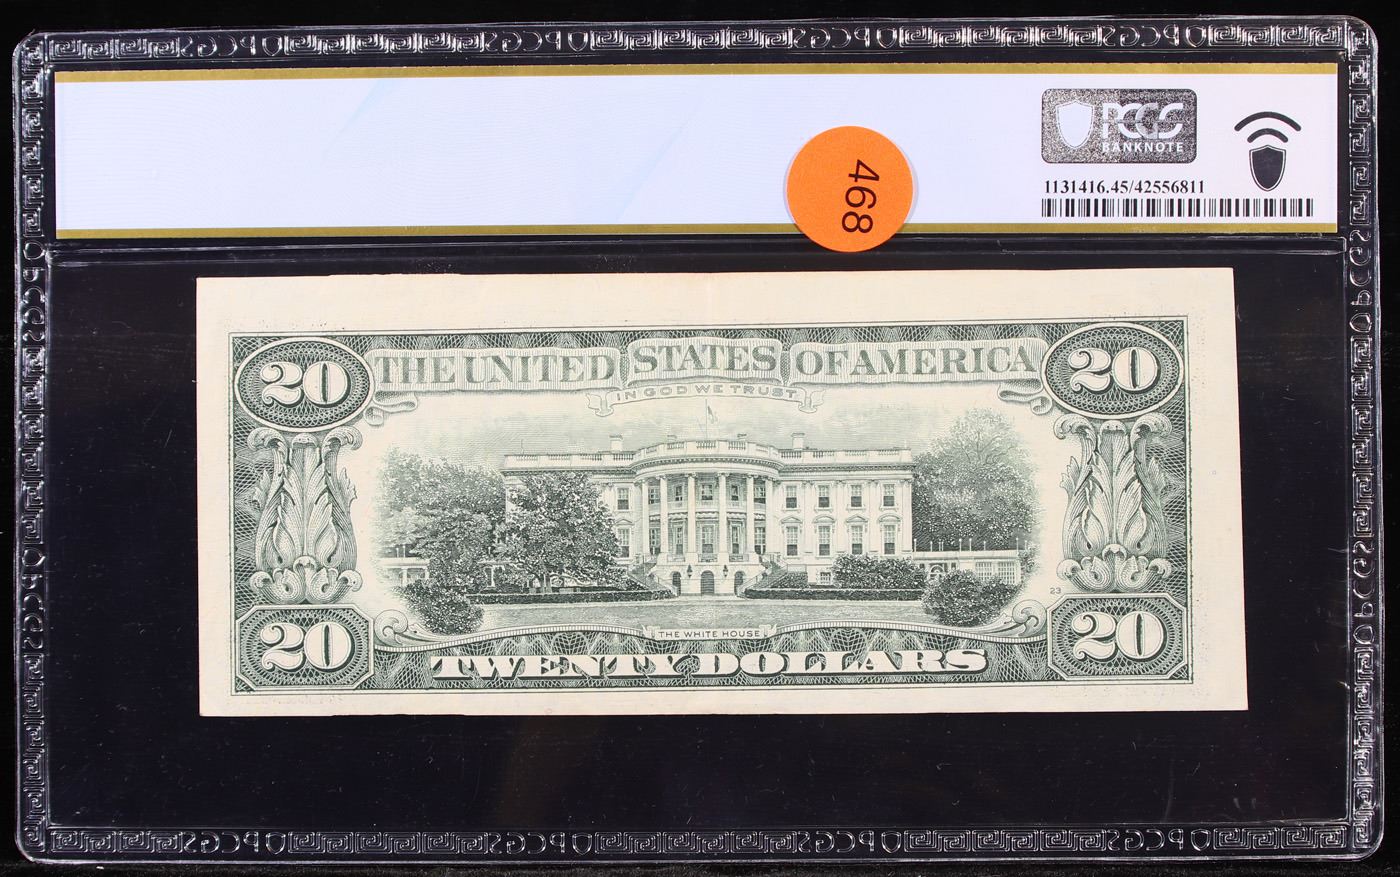 PCGS
BANKNOTE
1131416.45/42556811
468
20 THE UNITED STATES OF AMERICA 20
IN GOD WE TRUST
23
THE WHITE HOUSE
20 TWENTY DOLLARS 20